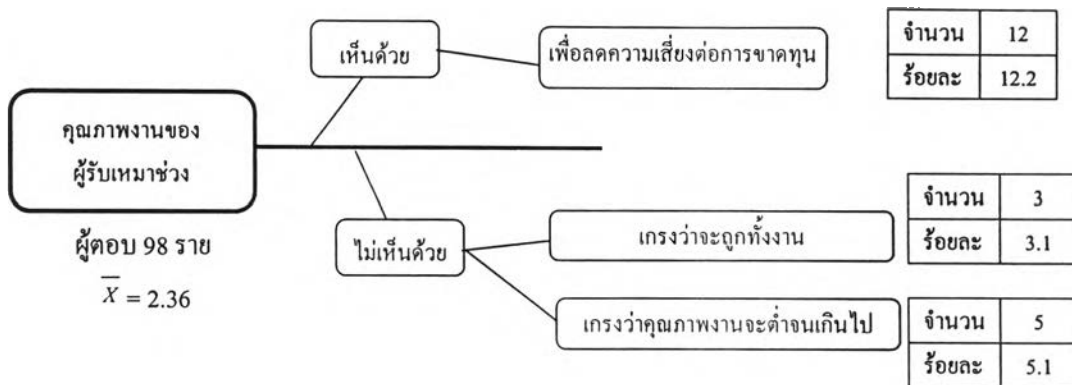 เห็นด้วย
เพื่อลดความเสี่ยงต่อการขาดทุน
จำนวน 12
ร้อยละ 12.2
คุณภาพงานของ
ผู้รับเหมาช่วง
ผู้ตอบ 98 ราย
X̄ = 2.36
ไม่เห็นด้วย
เกรงว่าจะถูกทิ้งงาน
จำนวน 3
ร้อยละ 3.1
เกรงว่าคุณภาพงานจะต่ำจนเกินไป
จำนวน 5
ร้อยละ 5.1